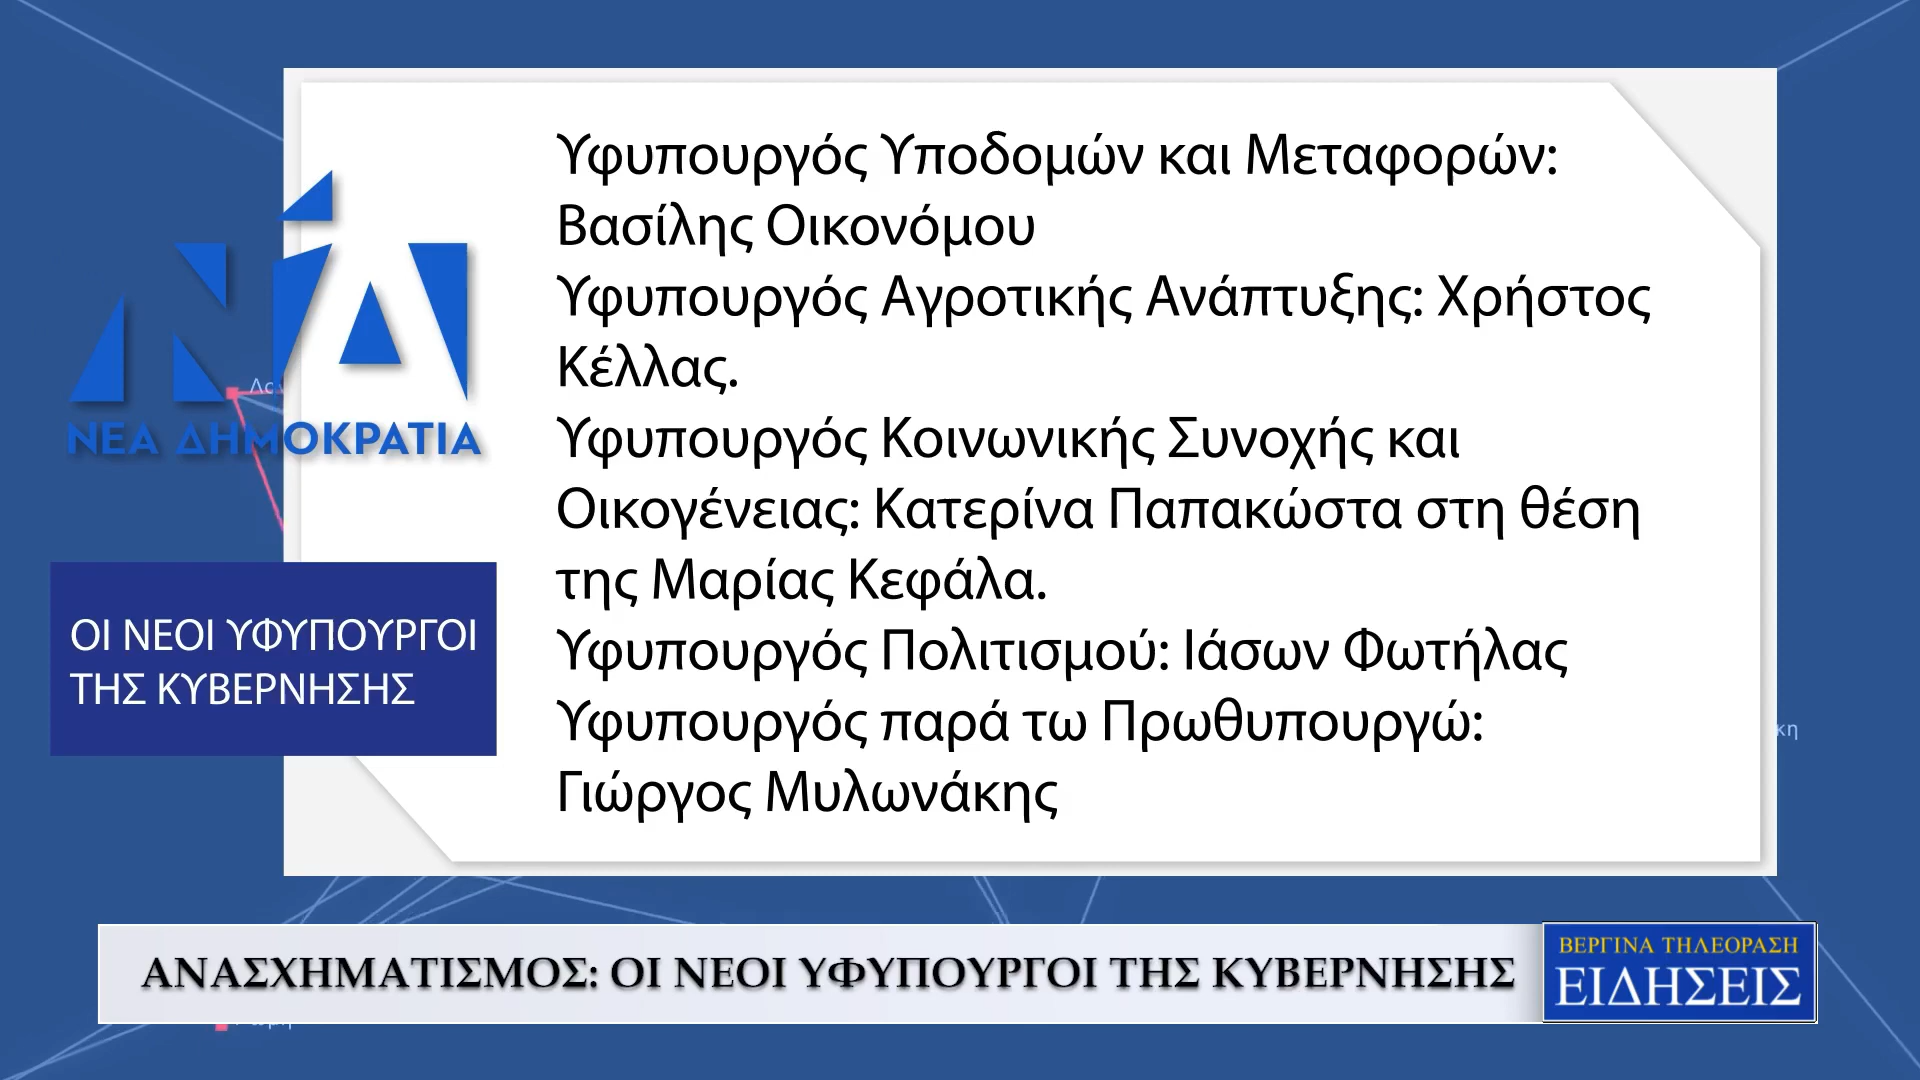 Υφυπουργός Υποδομών και Μεταφορών:
Βασίλης Οικονόμου
Υφυπουργός Αγροτικής Ανάπτυξης: Χρήστος
Κέλλας.
Υφυπουργός Κοινωνικής Συνοχής και
Οικογένειας: Κατερίνα Παπακώστα στη θέση
της Μαρίας Κεφάλα.
Υφυπουργός Πολιτισμού: Ιάσων Φωτήλας
Υφυπουργός παρά τω Πρωθυπουργώ:
Γιώργος Μυλωνάκης
ΝΔ
ΝΕΑ ΔΗΜΟΚΡΑΤΙΑ
ΟΙ ΝΕΟΙ ΥΦΥΠΟΥΡΓΟΙ
ΤΗΣ ΚΥΒΕΡΝΗΣΗΣ
ΑΝΑΣΧΗΜΑΤΙΣΜΟΣ: ΟΙ ΝΕΟΙ ΥΦΥΠΟΥΡΓΟΙ ΤΗΣ ΚΥΒΕΡΝΗΣΗΣ
ΒΕΡΓΙΝΑ ΤΗΛΕΟΡΑΣΗ
ΕΙΔΗΣΕΙΣ